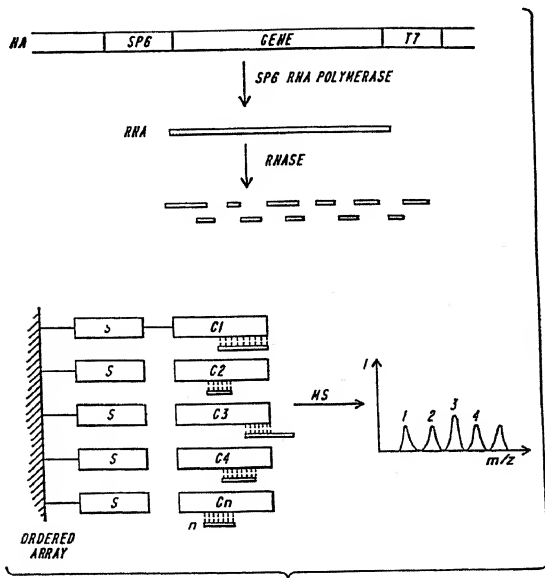 NA SP6 GENE T7
SP6 RNA POLYMERASE
RNA
RNASE
S C1
S C2
S C3
S C4
S Cn
n
ORDERED
ARRAY
MS
I
1 2 3 4
m/z